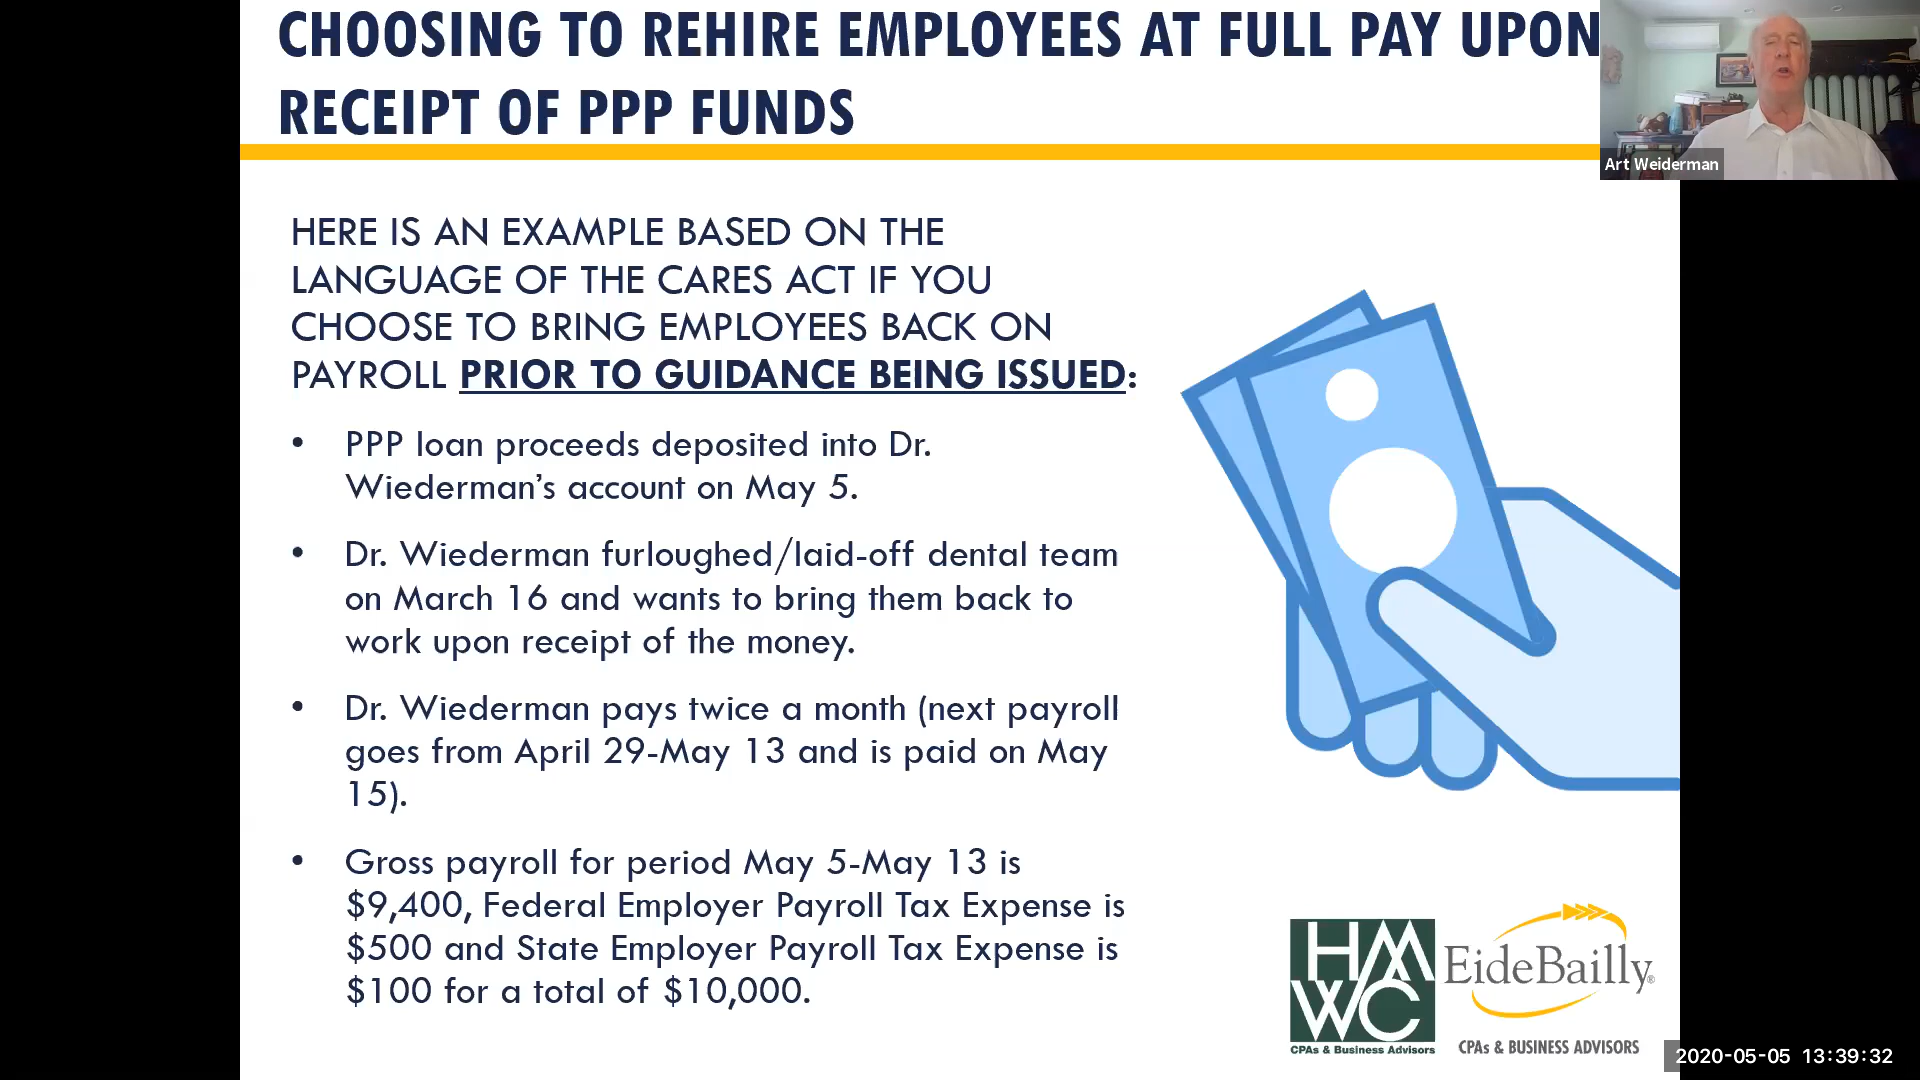 CHOOSING TO REHIRE EMPLOYEES AT FULL PAY UPON
RECEIPT OF PPP FUNDS
Art Weiderman
HERE IS AN EXAMPLE BASED ON THE
LANGUAGE OF THE CARES ACT IF YOU
CHOOSE TO BRING EMPLOYEES BACK ON
PAYROLL PRIOR TO GUIDANCE BEING ISSUED:
• PPP loan proceeds deposited into Dr.
Wiederman’s account on May 5.
• Dr. Wiederman furloughed/laid-off dental team
on March 16 and wants to bring them back to
work upon receipt of the money.
• Dr. Wiederman pays twice a month (next payroll
goes from April 29-May 13 and is paid on May
15).
• Gross payroll for period May 5-May 13 is
$9,400, Federal Employer Payroll Tax Expense is
$500 and State Employer Payroll Tax Expense is
$100 for a total of $10,000.
HM
WC
CPAs & Business Advisors
EideBailly®
CPAs & BUSINESS ADVISORS
2020-05-05 13:39:32